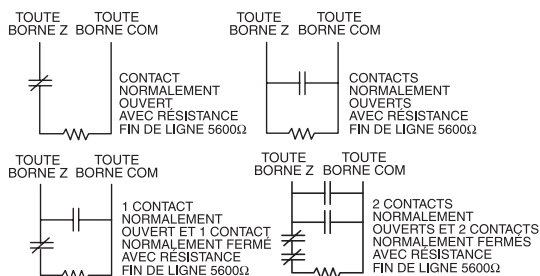 TOUTE BORNE Z
TOUTE BORNE COM
CONTACT
NORMALEMENT
OUVERT
AVEC RÉSISTANCE
FIN DE LIGNE 5600Ω
TOUTE BORNE Z
TOUTE BORNE COM
CONTACTS
NORMALEMENT
OUVERTS
AVEC RÉSISTANCE
FIN DE LIGNE 5600Ω
TOUTE BORNE Z
TOUTE BORNE COM
1 CONTACT
NORMALEMENT
OUVERT ET 1 CONTACT
NORMALEMENT FERMÉ
AVEC RÉSISTANCE
FIN DE LIGNE 5600Ω
TOUTE BORNE Z
TOUTE BORNE COM
2 CONTACTS
NORMALEMENT
OUVERTS ET 2 CONTACTS
NORMALEMENT FERMÉS
AVEC RÉSISTANCE
FIN DE LIGNE 5600Ω